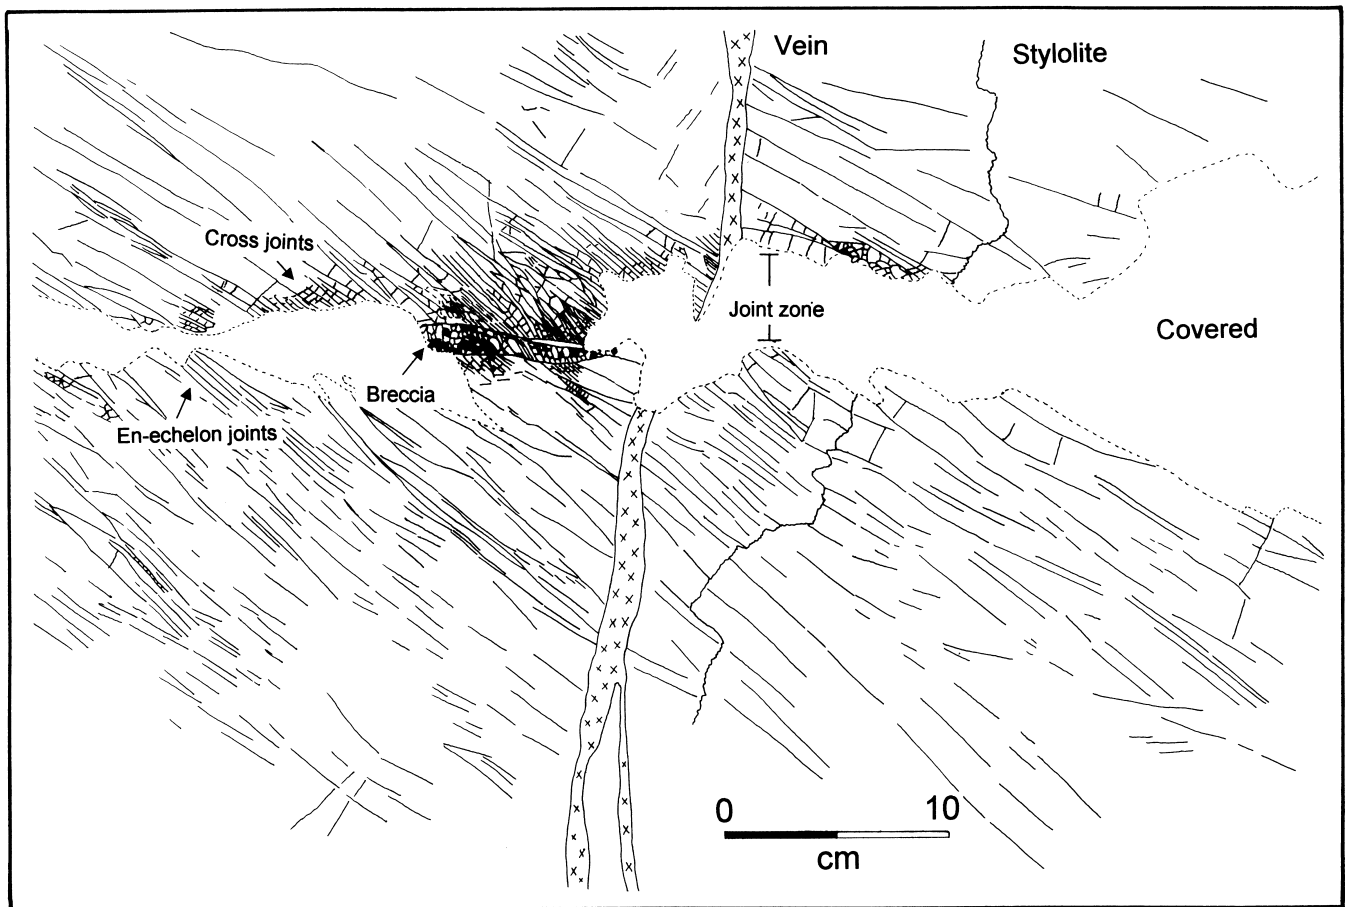 Vein
Stylolite
Cross joints
Joint zone
Covered
Breccia
En-echelon joints
0 10
cm